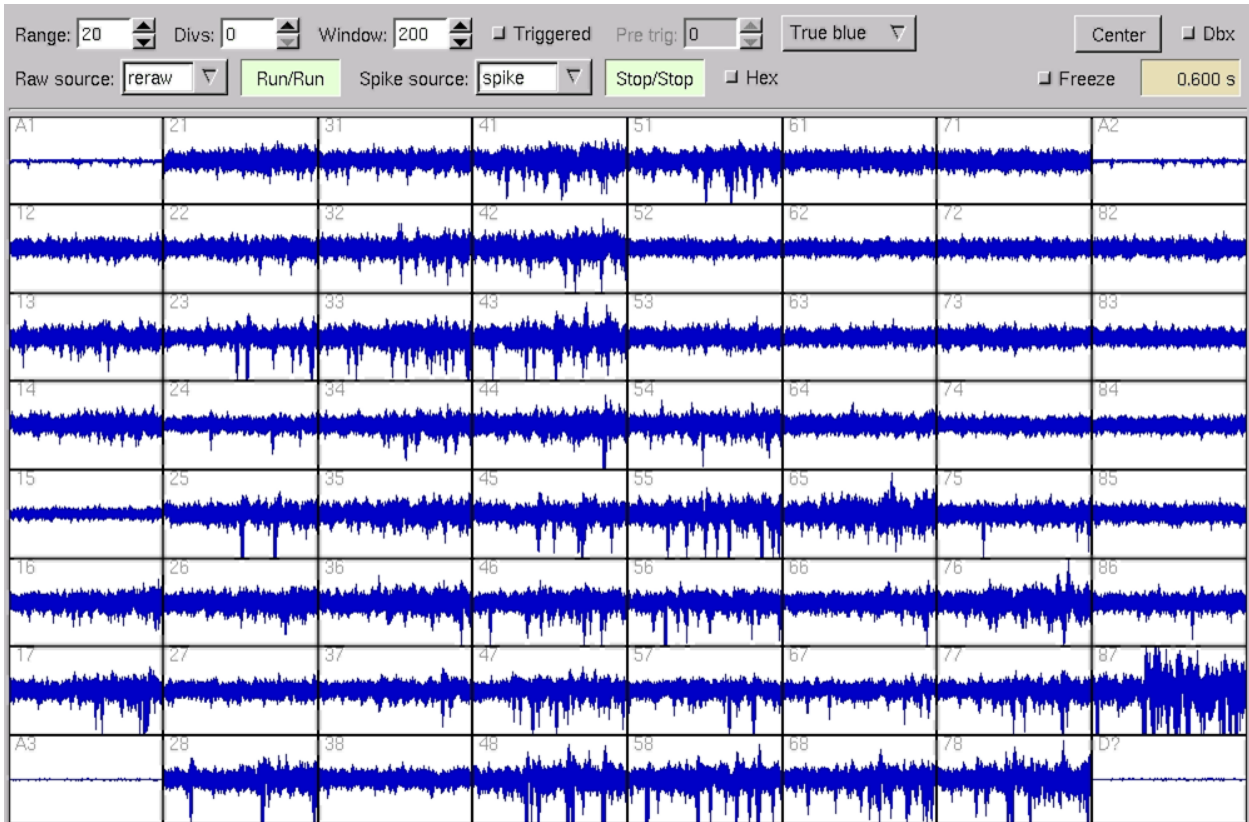 Range: 20 Divs: 0 Window: 200 Triggered Pre trig: 0 True blue Center Dbx
Raw source: reraw Run/Run Spike source: spike Stop/Stop Hex Freeze 0.600 s
A1 21 31 41 51 61 71 A2
12 22 32 42 52 62 72 82
13 23 33 43 53 63 73 83
14 24 34 44 54 64 74 84
15 25 35 45 55 65 75 85
16 26 36 46 56 66 76 86
17 27 37 47 57 67 77 87
A3 28 38 48 58 68 78 D?